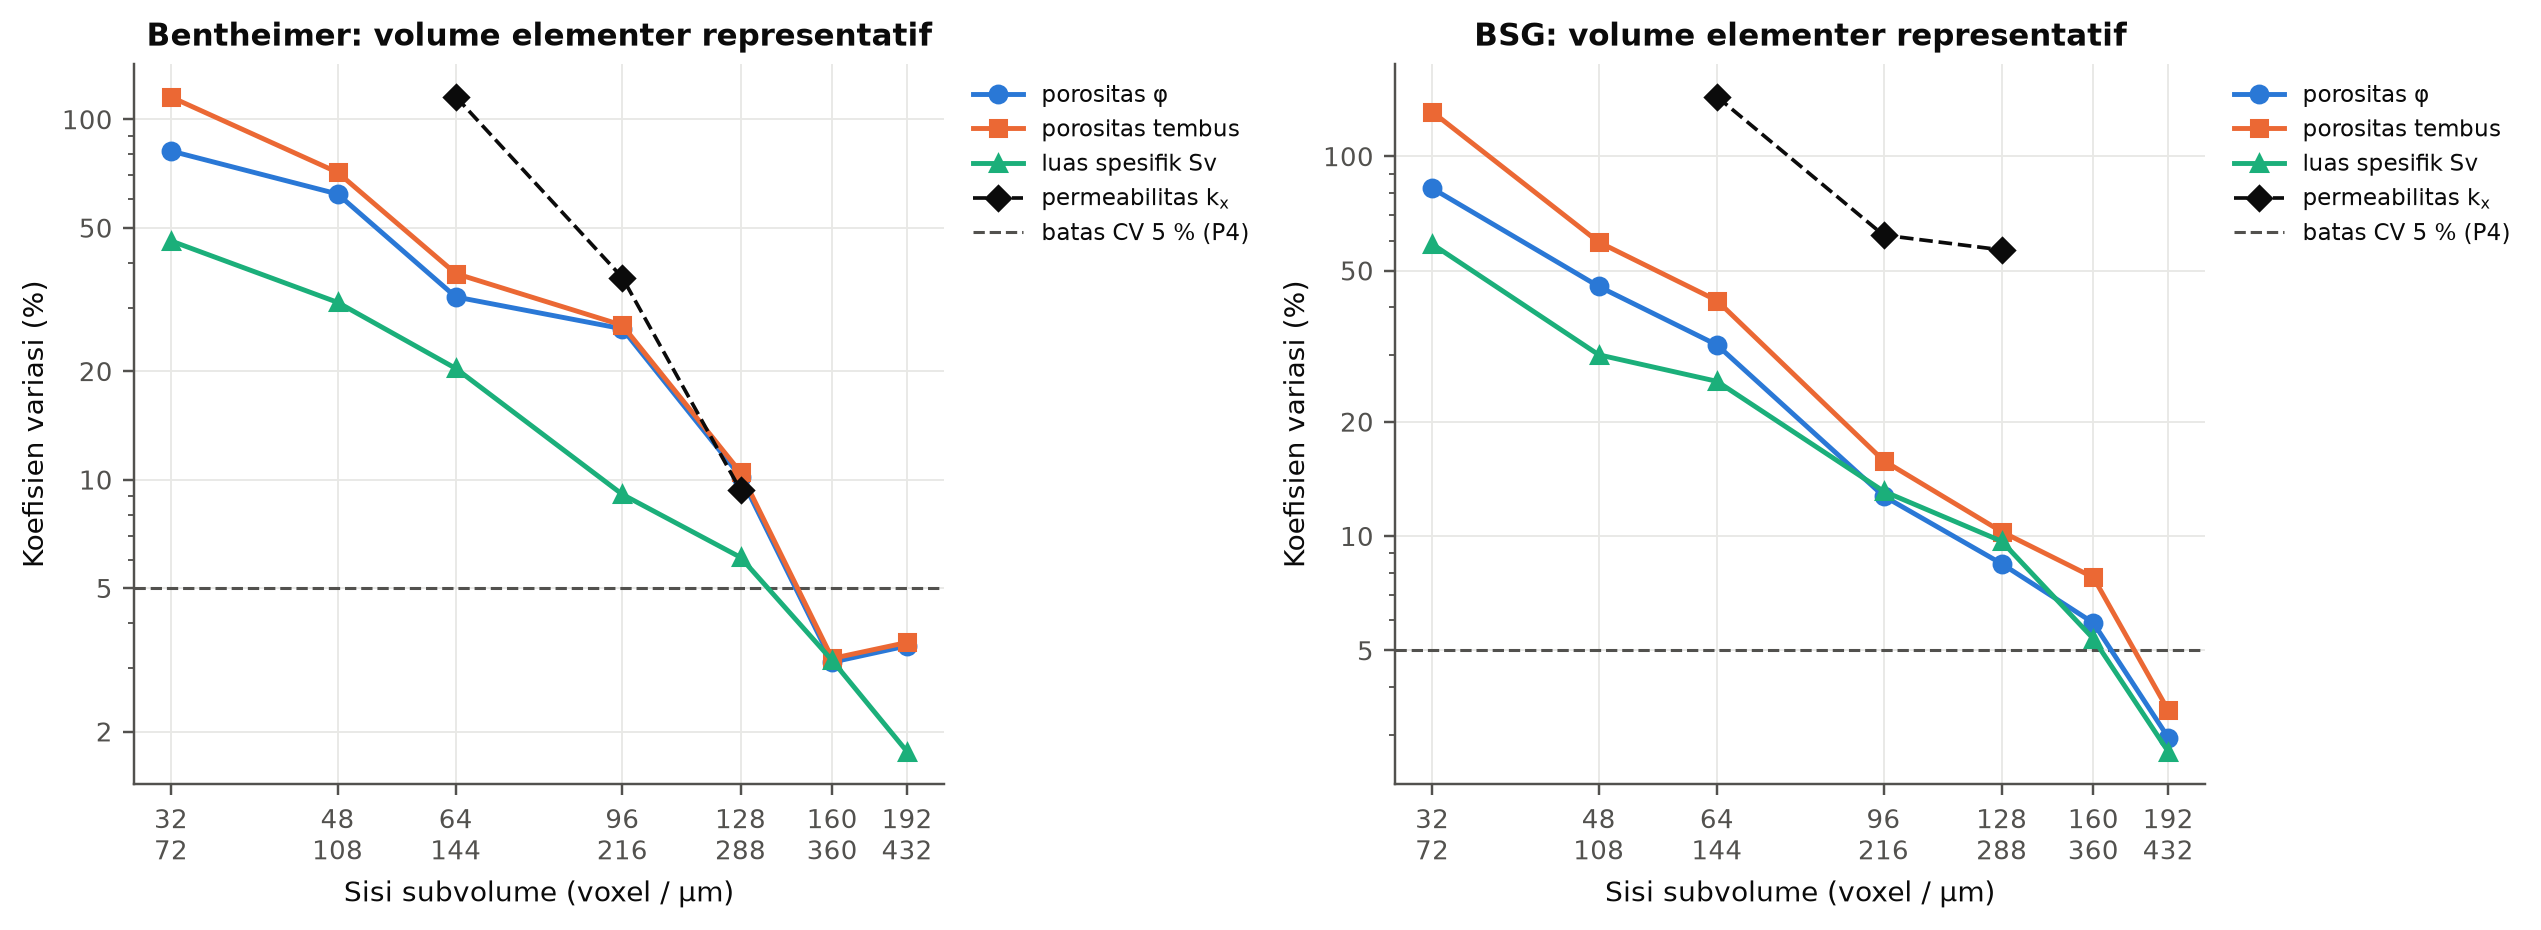 Bentheimer: volume elementer representatif
Koefisien variasi (%)
100
50
20
10
5
2
32 48 64 96 128 160 192
72 108 144 216 288 360 432
Sisi subvolume (voxel / μm)
porositas φ
porositas tembus
luas spesifik Sv
permeabilitas kₓ
batas CV 5 % (P4)
BSG: volume elementer representatif
Koefisien variasi (%)
100
50
20
10
5
32 48 64 96 128 160 192
72 108 144 216 288 360 432
Sisi subvolume (voxel / μm)
porositas φ
porositas tembus
luas spesifik Sv
permeabilitas kₓ
batas CV 5 % (P4)